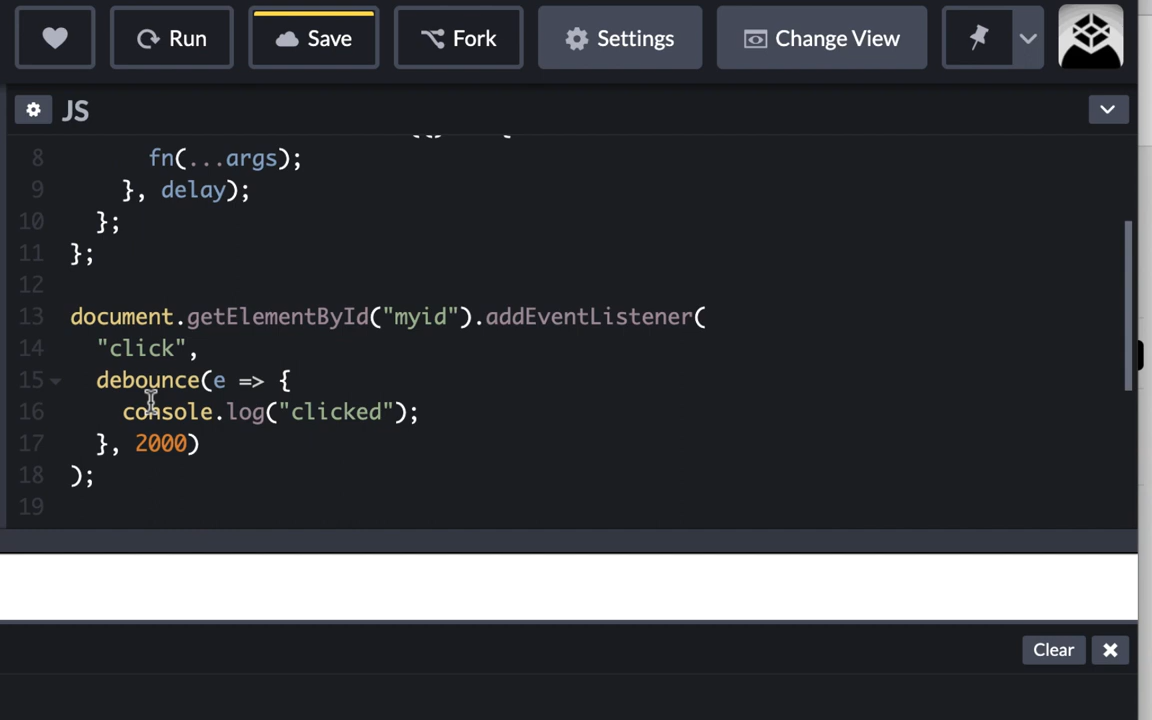 Run
Save
Fork
Settings
Change View
JS
8 fn(...args);
9 }, delay);
10 };
11 };
12
13 document.getElementById("myid").addEventListener(
14 "click",
15 debounce(e => {
16 console.log("clicked");
17 }, 2000)
18 );
19
Clear